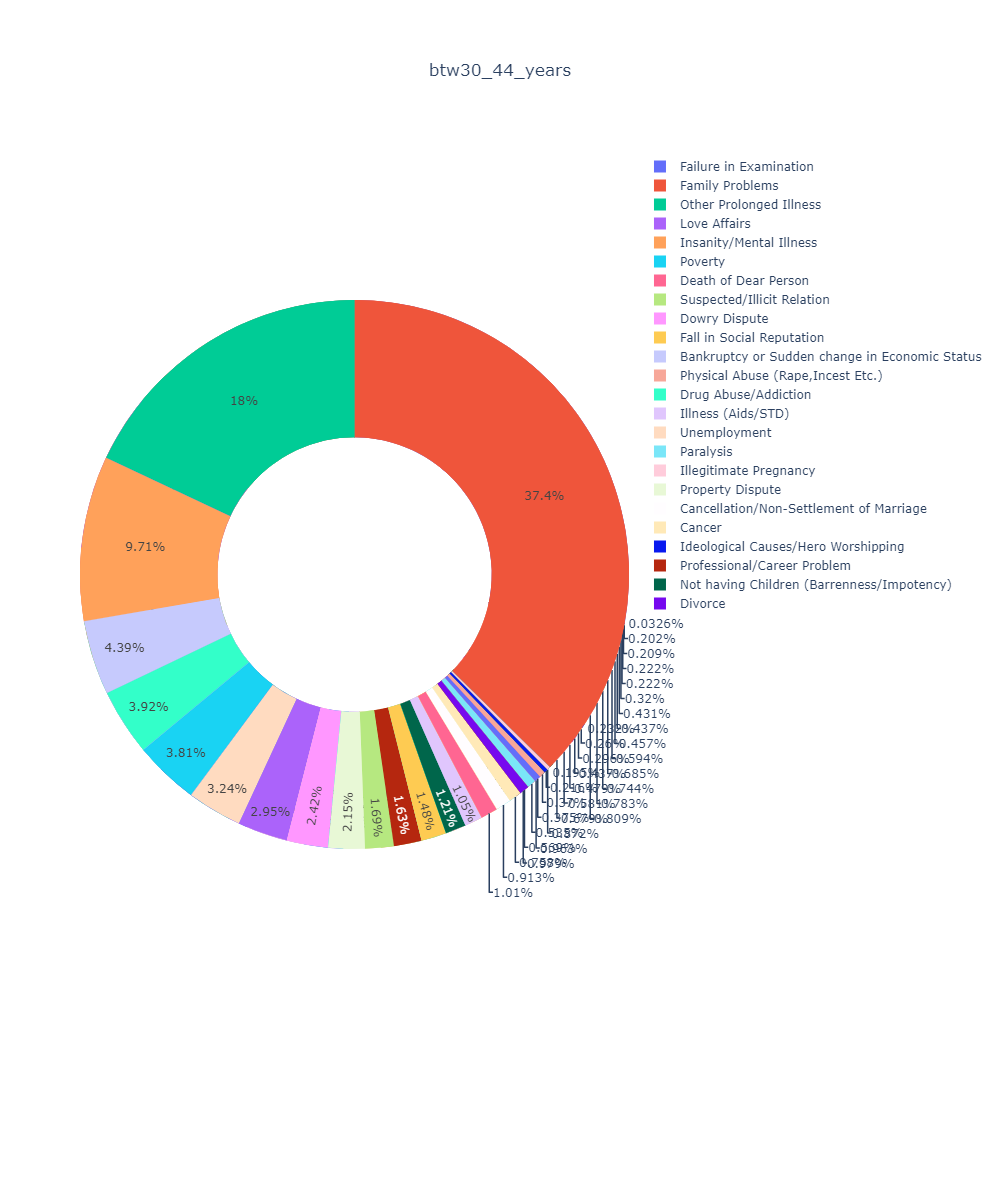 btw30_44_years
Failure in Examination
Family Problems
Other Prolonged Illness
Love Affairs
Insanity/Mental Illness
Poverty
Death of Dear Person
Suspected/Illicit Relation
Dowry Dispute
Fall in Social Reputation
Bankruptcy or Sudden change in Economic Status
Physical Abuse (Rape,Incest Etc.)
Drug Abuse/Addiction
Illness (Aids/STD)
Unemployment
Paralysis
Illegitimate Pregnancy
Property Dispute
Cancellation/Non-Settlement of Marriage
Cancer
Ideological Causes/Hero Worshipping
Professional/Career Problem
Not having Children (Barrenness/Impotency)
Divorce
18%
37.4%
9.71%
4.39%
3.92%
3.81%
3.24%
2.95%
2.42%
2.15%
1.69%
1.63%
1.48%
1.21%
1.05%
0.0326%
0.202%
0.209%
0.222%
0.222%
0.32%
0.431%
0.437%
0.457%
0.594%
0.685%
0.744%
0.783%
0.809%
0.872%
0.963%
0.979%
0.913%
1.01%